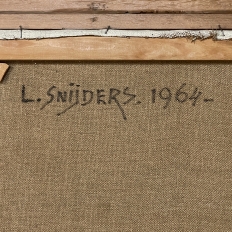 L. SNIJDERS. 1964-